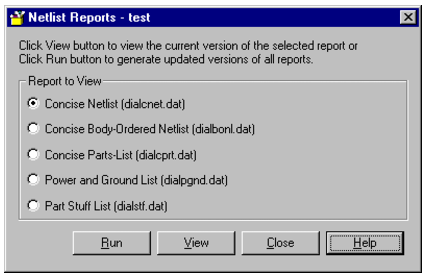 Netlist Reports - test
Click View button to view the current version of the selected report or
Click Run button to generate updated versions of all reports.
Report to View
Concise Netlist (dialcnet.dat)
Concise Body-Ordered Netlist (dialbonl.dat)
Concise Parts-List (dialcprt.dat)
Power and Ground List (dialpgnd.dat)
Part Stuff List (dialstf.dat)
Run View Close Help